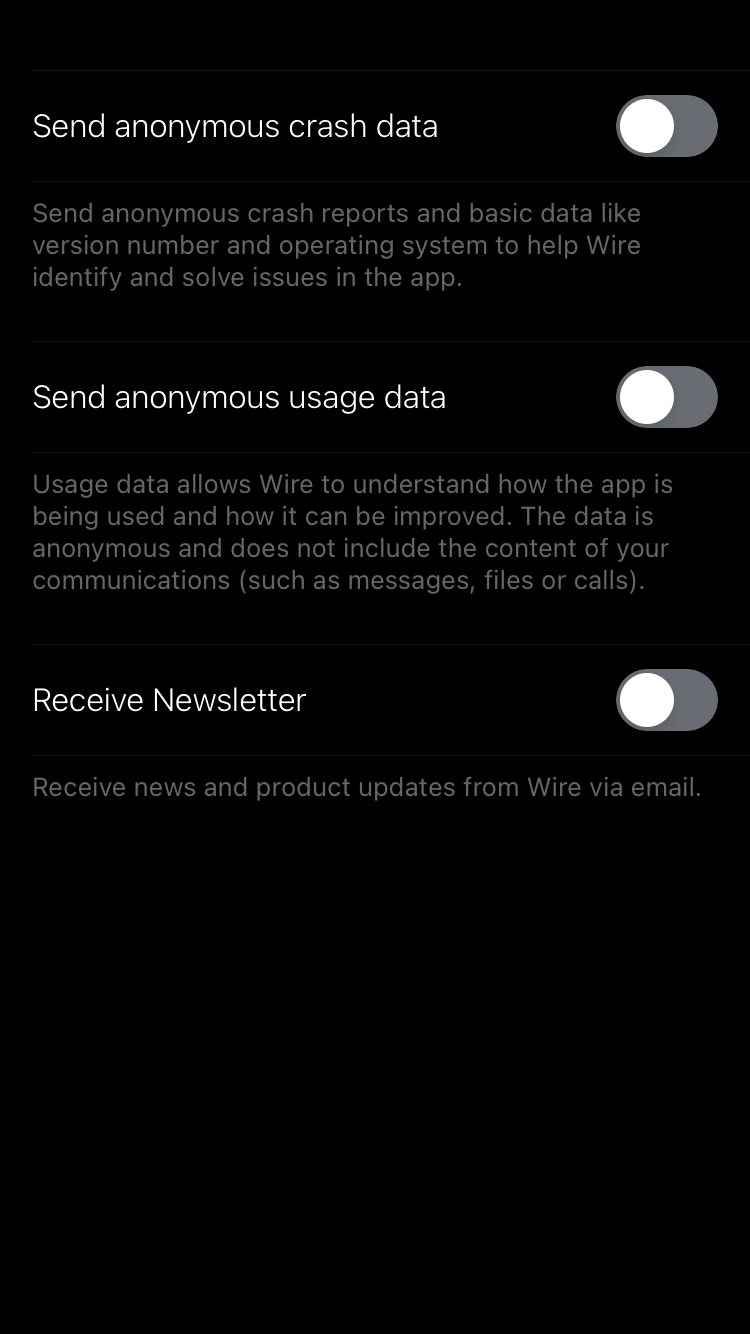 Send anonymous crash data
Send anonymous crash reports and basic data like
version number and operating system to help Wire
identify and solve issues in the app.
Send anonymous usage data
Usage data allows Wire to understand how the app is
being used and how it can be improved. The data is
anonymous and does not include the content of your
communications (such as messages, files or calls).
Receive Newsletter
Receive news and product updates from Wire via email.